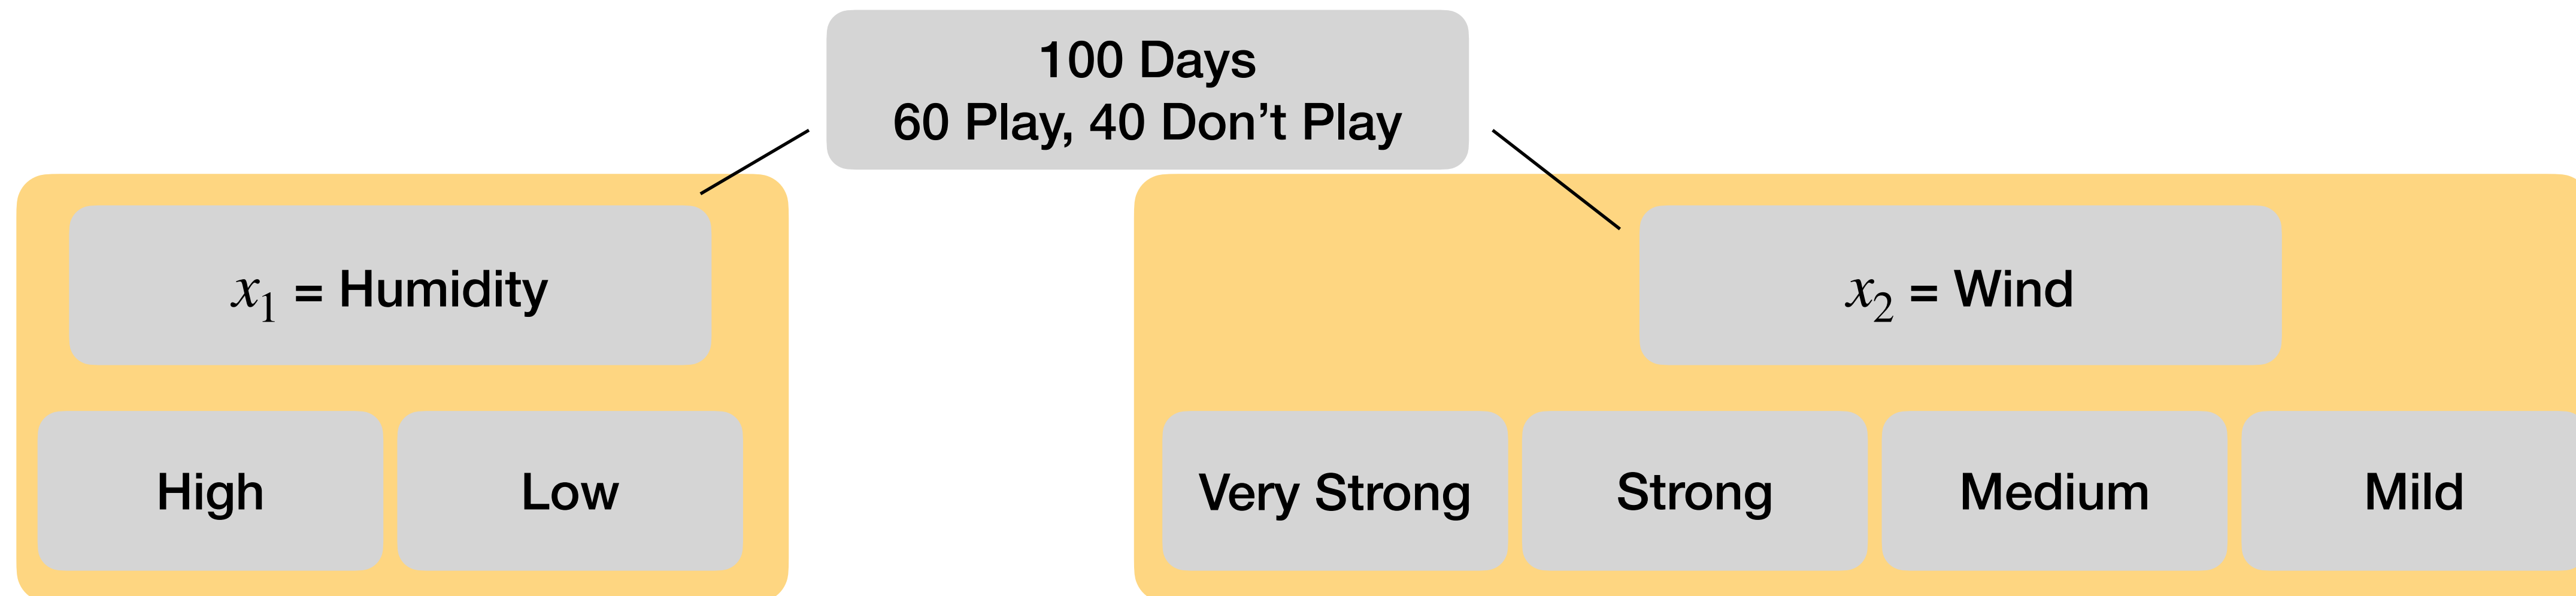 100 Days
60 Play, 40 Don’t Play
x₁ = Humidity
x₂ = Wind
High
Low
Very Strong
Strong
Medium
Mild